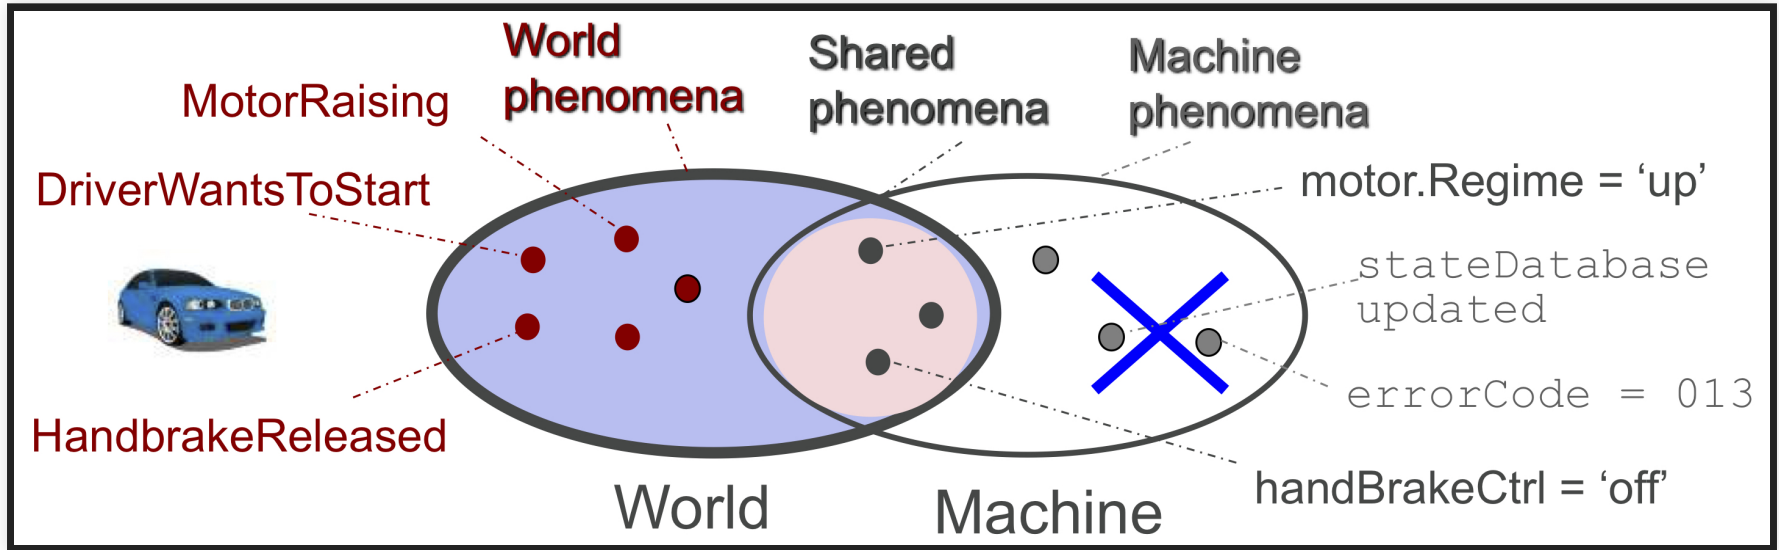 World
phenomena
Shared
phenomena
Machine
phenomena
MotorRaising
DriverWantsToStart
motor.Regime = ‘up’
stateDatabase
updated
errorCode = 013
HandbrakeReleased
handBrakeCtrl = ‘off’
World
Machine